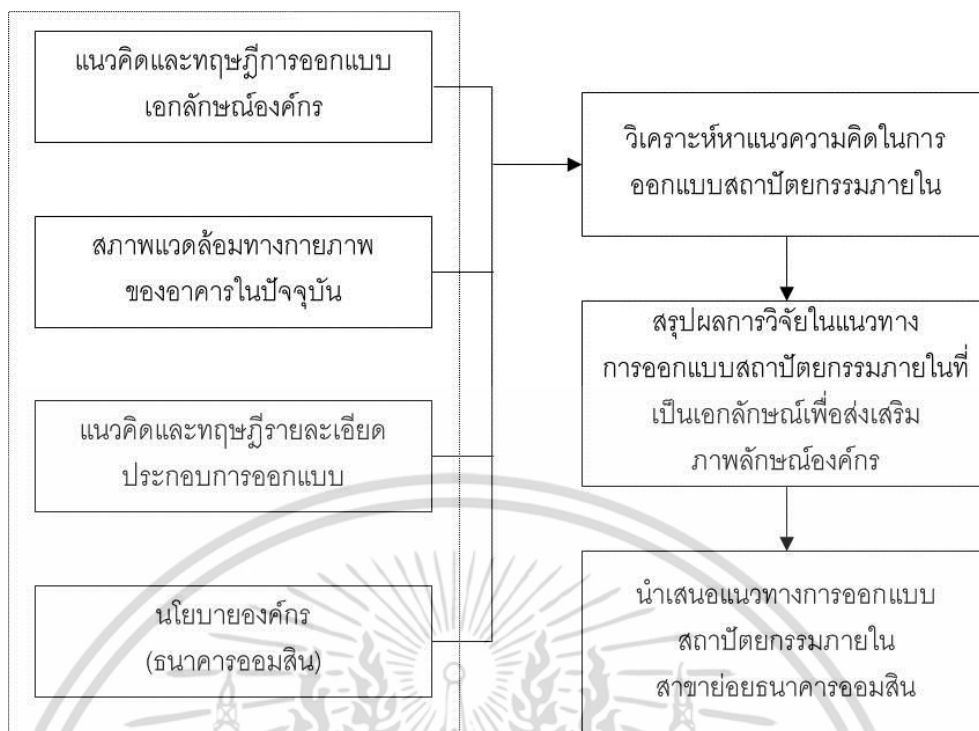 แนวคิดและทฤษฎีการออกแบบ
เอกลักษณ์องค์กร
สภาพแวดล้อมทางกายภาพ
ของอาคารในปัจจุบัน
แนวคิดและทฤษฎีรายละเอียด
ประกอบการออกแบบ
นโยบายองค์กร
(ธนาคารออมสิน)
วิเคราะห์หาแนวความคิดในการ
ออกแบบสถาปัตยกรรมภายใน
สรุปผลการวิจัยในแนวทาง
การออกแบบสถาปัตยกรรมภายในที่
เป็นเอกลักษณ์เพื่อส่งเสริม
ภาพลักษณ์องค์กร
นำเสนอแนวทางการออกแบบ
สถาปัตยกรรมภายใน
สาขาย่อยธนาคารออมสิน